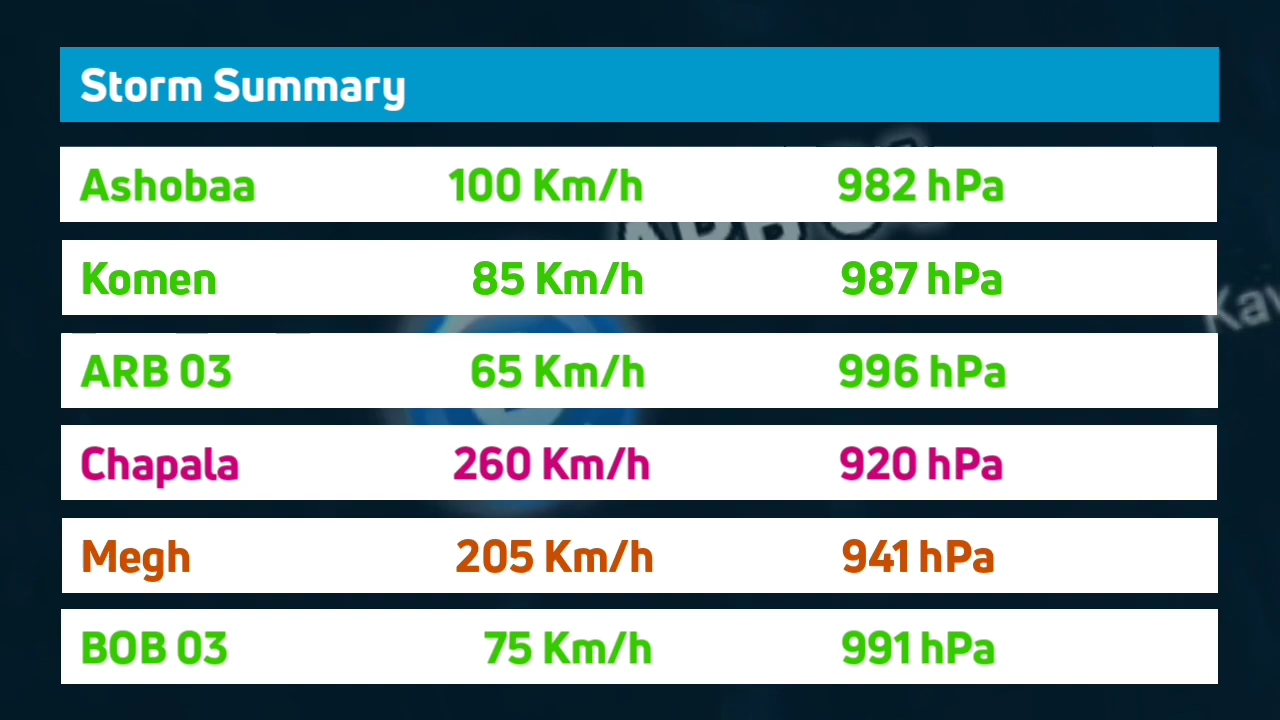 Storm Summary
Ashobaa 100 Km/h 982 hPa
Komen 85 Km/h 987 hPa
ARB 03 65 Km/h 996 hPa
Chapala 260 Km/h 920 hPa
Megh 205 Km/h 941 hPa
BOB 03 75 Km/h 991 hPa